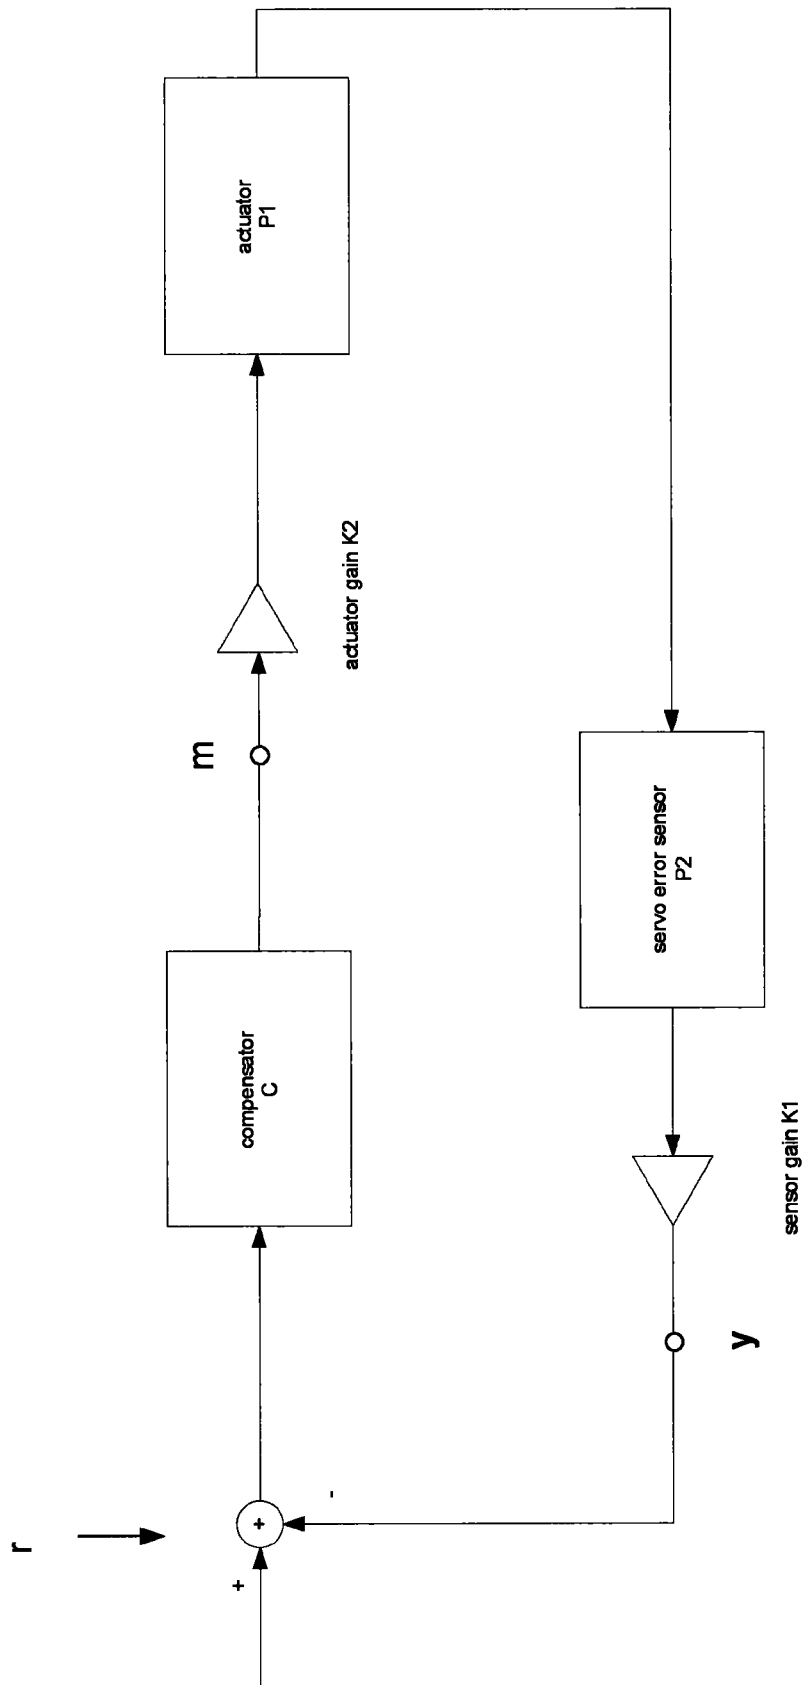 r
+
+
-
compensator
C
m
actuator gain K2
actuator
P1
servo error sensor
P2
sensor gain K1
y